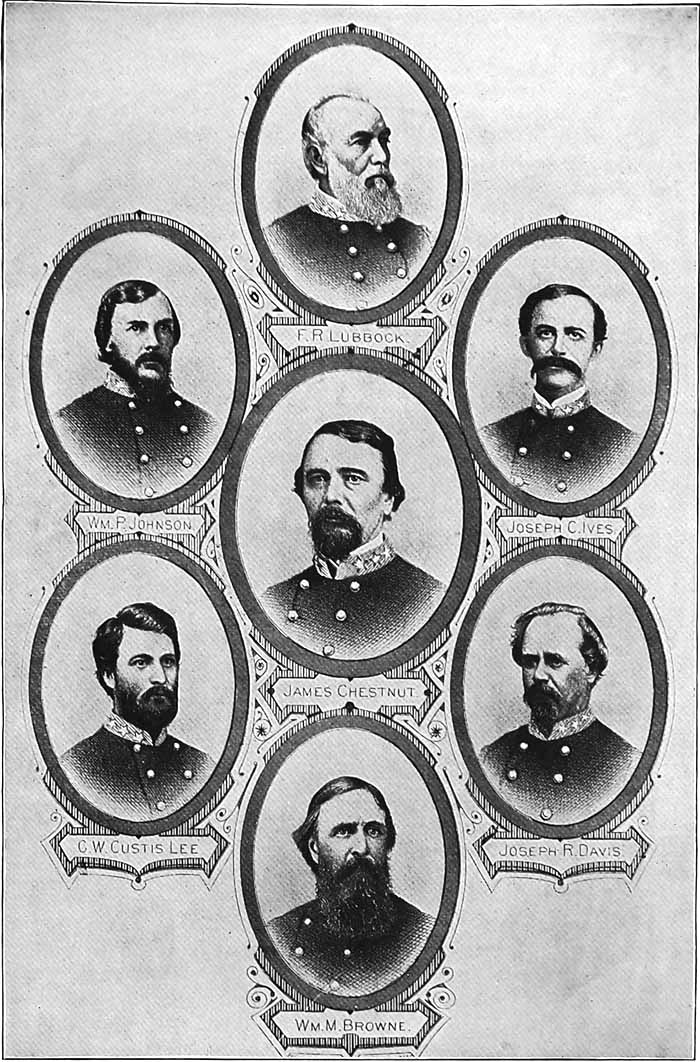 F. R. LUBBOCK.
WM. P. JOHNSON.
JOSEPH C. IVES.
JAMES CHESTNUT.
G. W. CUSTIS LEE
JOSEPH R. DAVIS.
WM. M. BROWNE.